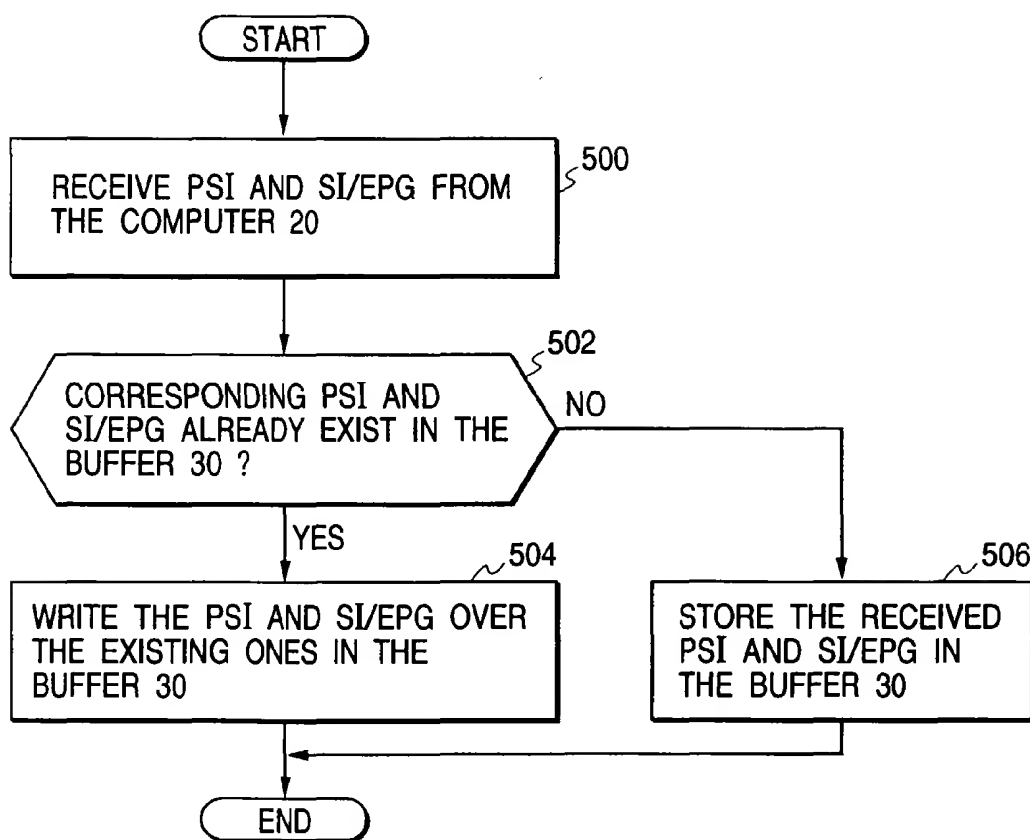 START
500
RECEIVE PSI AND SI/EPG FROM
THE COMPUTER 20
502
CORRESPONDING PSI AND
SI/EPG ALREADY EXIST IN THE
BUFFER 30 ?
NO
YES
504
WRITE THE PSI AND SI/EPG OVER
THE EXISTING ONES IN THE
BUFFER 30
506
STORE THE RECEIVED
PSI AND SI/EPG IN
THE BUFFER 30
END